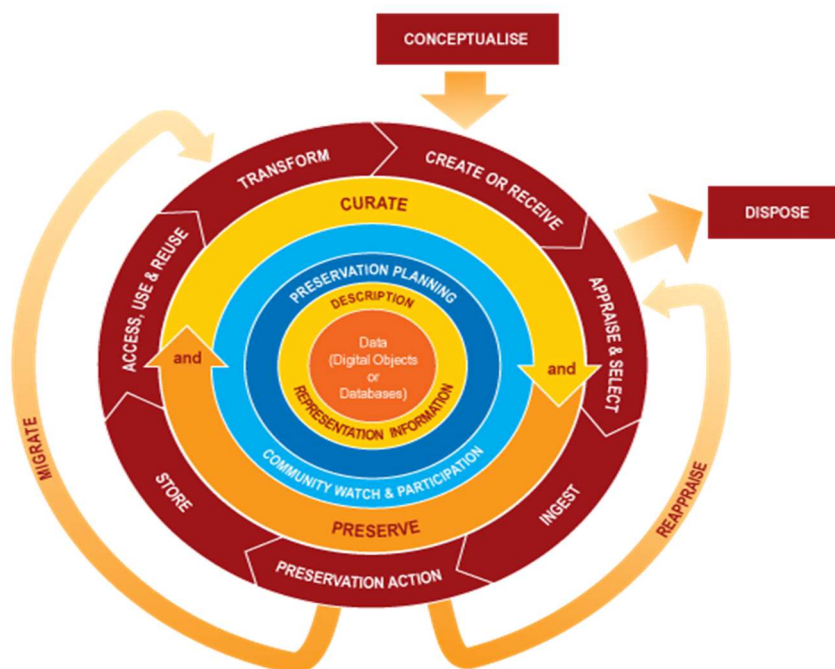 CONCEPTUALISE
CREATE OR RECEIVE
TRANSFORM
DISPOSE
APPRAISE & SELECT
ACCESS, USE & REUSE
CURATE
PRESERVATION PLANNING
DESCRIPTION
Data
(Digital Objects
or
Databases)
and
and
REPRESENTATION INFORMATION
COMMUNITY WATCH & PARTICIPATION
PRESERVE
STORE
INGEST
PRESERVATION ACTION
MIGRATE
REAPPRAISE